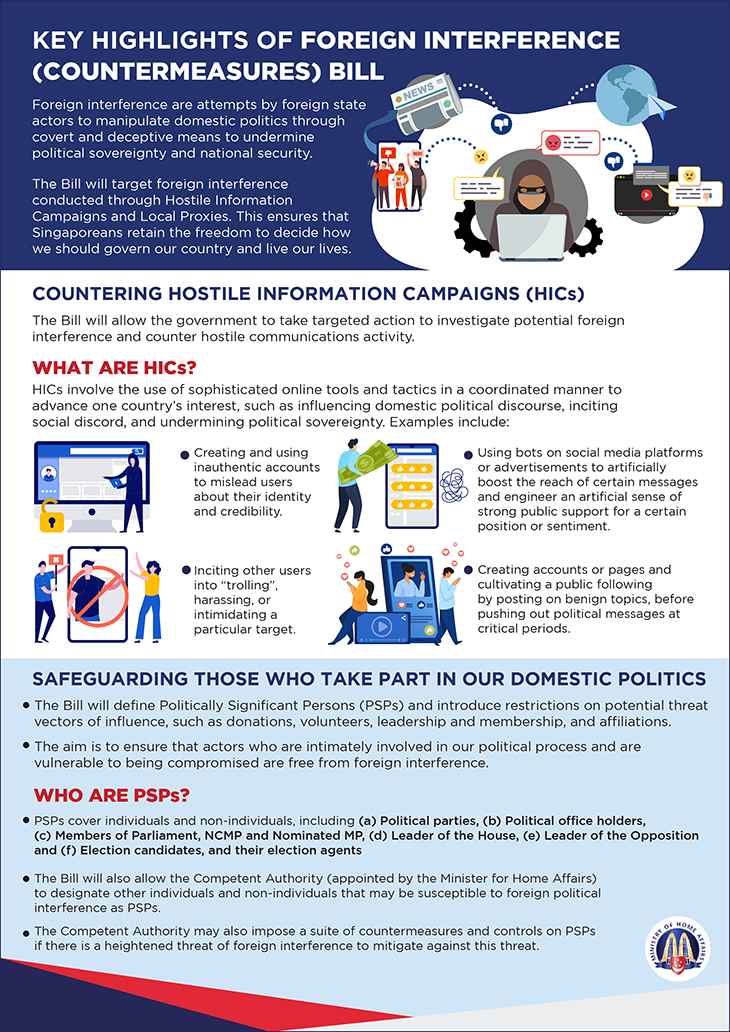 KEY HIGHLIGHTS OF FOREIGN INTERFERENCE
(COUNTERMEASURES) BILL
Foreign interference are attempts by foreign state
actors to manipulate domestic politics through
covert and deceptive means to undermine
political sovereignty and national security.
The Bill will target foreign interference
conducted through Hostile Information
Campaigns and Local Proxies. This ensures that
Singaporeans retain the freedom to decide how
we should govern our country and live our lives.
NEWS
NO!
COUNTERING HOSTILE INFORMATION CAMPAIGNS (HICs)
The Bill will allow the government to take targeted action to investigate potential foreign
interference and counter hostile communications activity.
WHAT ARE HICs?
HICs involve the use of sophisticated online tools and tactics in a coordinated manner to
advance one country's interest, such as influencing domestic political discourse, inciting
social discord, and undermining political sovereignty. Examples include:
● Creating and using
inauthentic accounts
to mislead users
about their identity
and credibility.
● Using bots on social media platforms
or advertisements to artificially
boost the reach of certain messages
and engineer an artificial sense of
strong public support for a certain
position or sentiment.
● Inciting other users
into “trolling”,
harassing, or
intimidating a
particular target.
● Creating accounts or pages and
cultivating a public following
by posting on benign topics, before
pushing out political messages at
critical periods.
SAFEGUARDING THOSE WHO TAKE PART IN OUR DOMESTIC POLITICS
● The Bill will define Politically Significant Persons (PSPs) and introduce restrictions on potential threat
vectors of influence, such as donations, volunteers, leadership and membership, and affiliations.
● The aim is to ensure that actors who are intimately involved in our political process and are
vulnerable to being compromised are free from foreign interference.
WHO ARE PSPs?
● PSPs cover individuals and non-individuals, including (a) Political parties, (b) Political office holders,
(c) Members of Parliament, NCMP and Nominated MP, (d) Leader of the House, (e) Leader of the Opposition
and (f) Election candidates, and their election agents
● The Bill will also allow the Competent Authority (appointed by the Minister for Home Affairs)
to designate other individuals and non-individuals that may be susceptible to foreign political
interference as PSPs.
● The Competent Authority may also impose a suite of countermeasures and controls on PSPs
if there is a heightened threat of foreign interference to mitigate against this threat.
MINISTRY OF HOME AFFAIRS